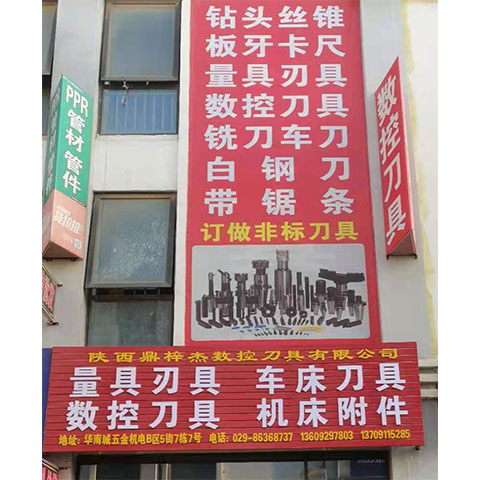 钻头丝锥
板牙卡尺
量具刃具
数控刀具
铣刀车刀
白钢刀
带锯条
订做非标刀具
PPR管材管件
数控刀具
陕西鼎梓杰数控刀具有限公司
量具刃具 车床刀具
数控刀具 机床附件
地址：华南城五金机电B区5街7栋7号 电话：029-86368737 13609297803 13709115285